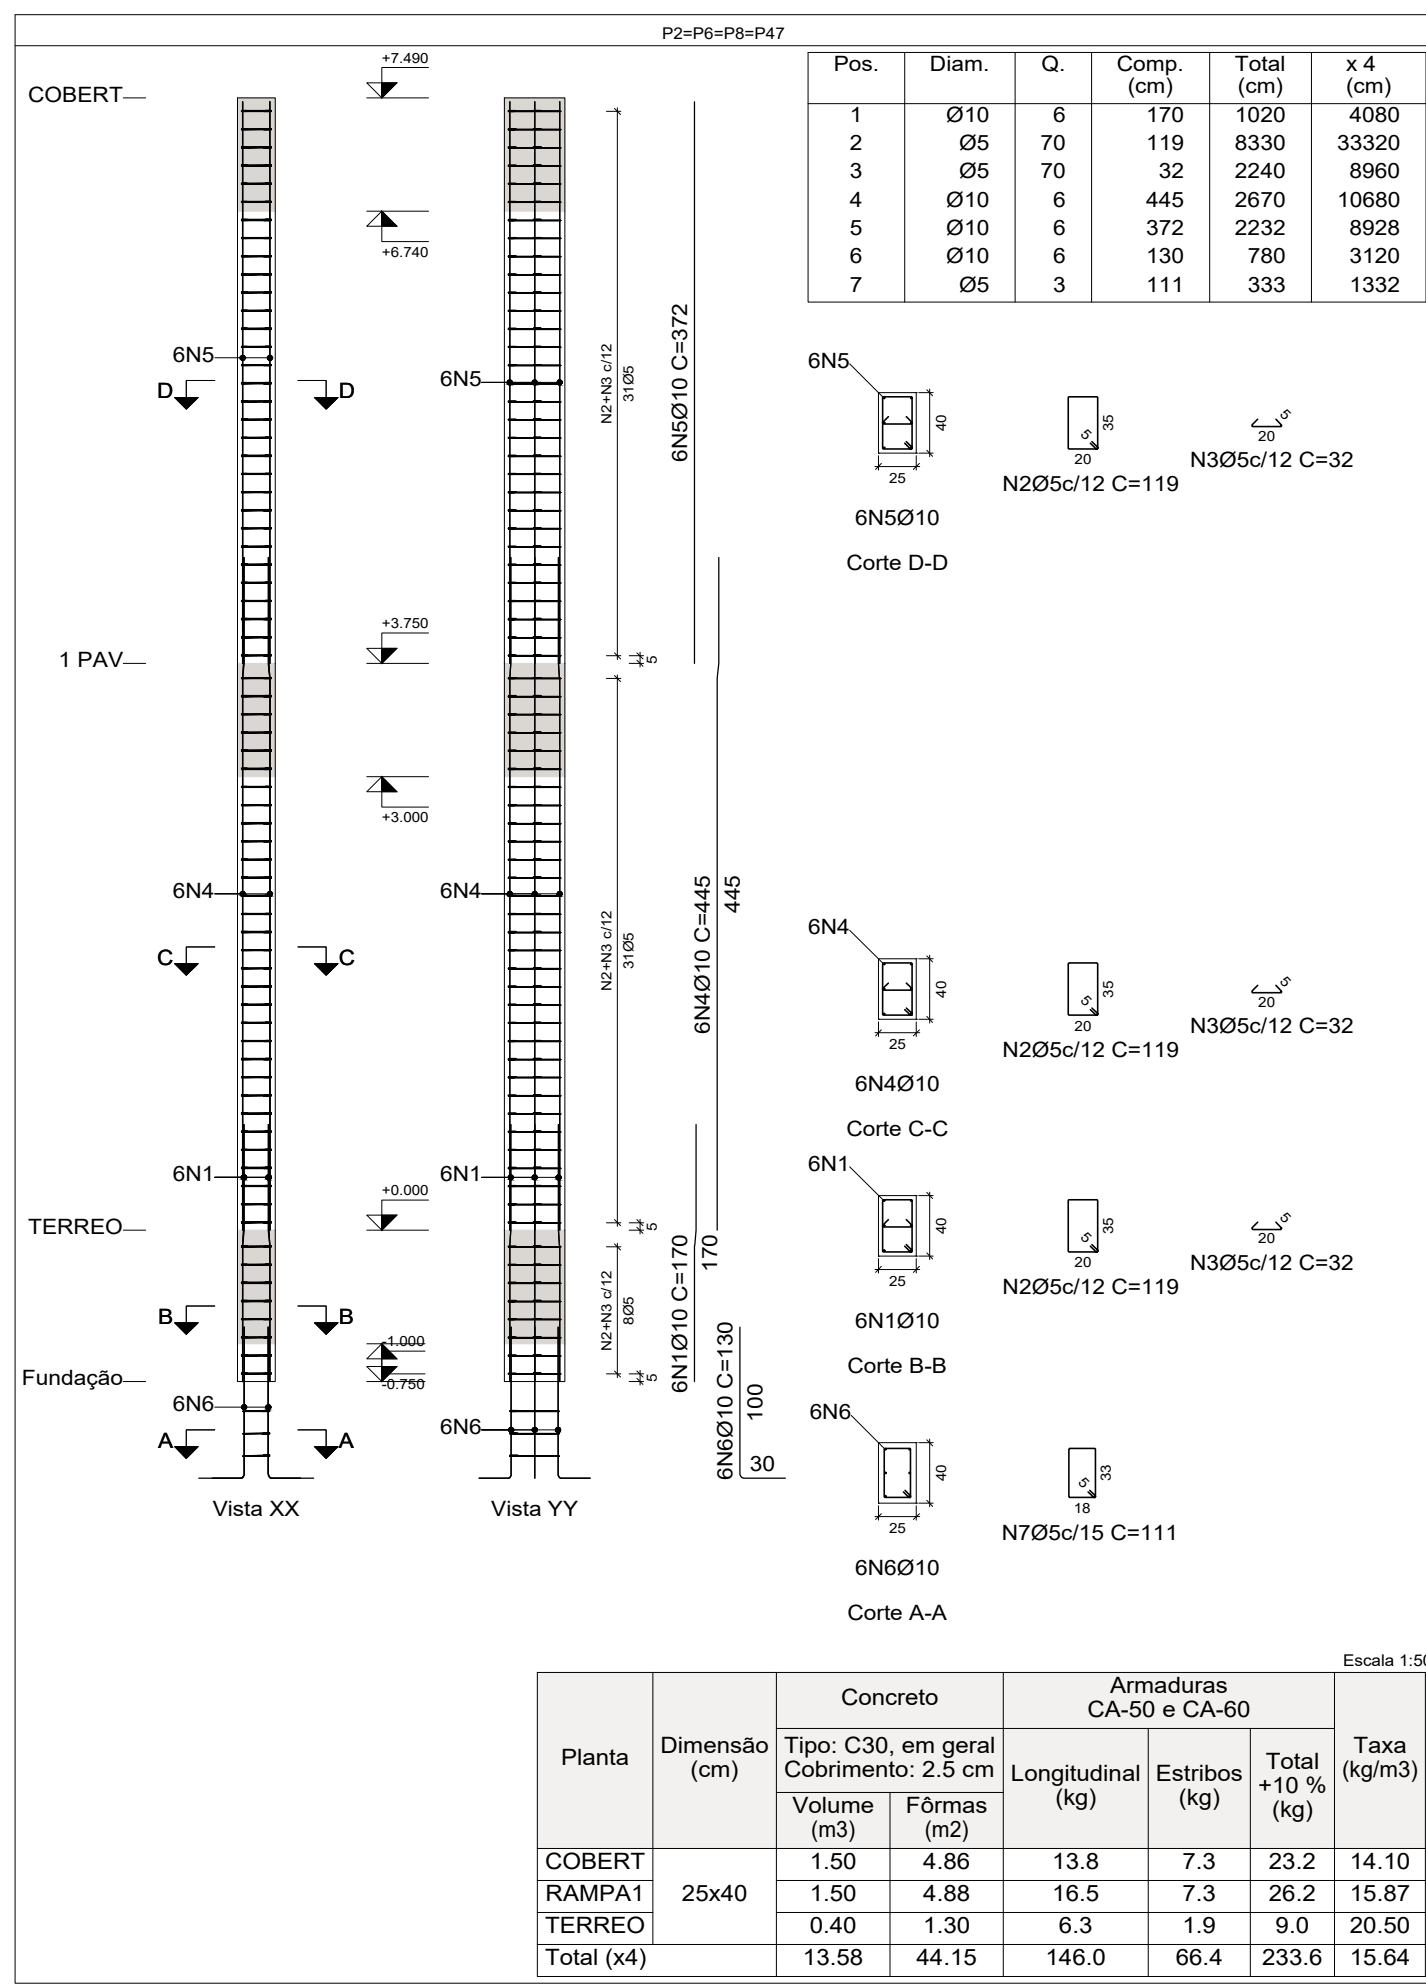 P2=P6=P8=P47
Pos. Diam. Q. Comp. (cm) Total (cm) x 4 (cm)
1 Ø10 6 170 1020 4080
2 Ø5 70 119 8330 33320
3 Ø5 70 32 2240 8960
4 Ø10 6 445 2670 10680
5 Ø10 6 372 2232 8928
6 Ø10 6 130 780 3120
7 Ø5 3 111 333 1332
COBERT
+7.490
+6.740
6N5
D D
6N5
N2+N3 c/12
31Ø5
6N5Ø10 C=372
5
1 PAV
+3.750
+3.000
6N4
C C
6N4
N2+N3 c/12
31Ø5
6N4Ø10 C=445
445
5
6N1
6N1
TERREO
+0.000
B B
N2+N3 c/12
8Ø5
6N1Ø10 C=170
170
5
-1.000
-0.750
Fundação
6N6
A A
6N6
6N6Ø10 C=130
100
30
Vista XX
Vista YY
6N5
40
25
6N5Ø10
Corte D-D
5
35
20
N2Ø5c/12 C=119
5
20
N3Ø5c/12 C=32
6N4
40
25
6N4Ø10
Corte C-C
5
35
20
N2Ø5c/12 C=119
5
20
N3Ø5c/12 C=32
6N1
40
25
6N1Ø10
Corte B-B
5
35
20
N2Ø5c/12 C=119
5
20
N3Ø5c/12 C=32
6N6
40
25
6N6Ø10
Corte A-A
5
33
18
N7Ø5c/15 C=111
Escala 1:50
Planta
Dimensão
(cm)
Concreto
Tipo: C30, em geral
Cobrimento: 2.5 cm
Volume
(m3)
Fôrmas
(m2)
Armaduras
CA-50 e CA-60
Longitudinal
(kg)
Estribos
(kg)
Total
+10 %
(kg)
Taxa
(kg/m3)
COBERT 25x40 1.50 4.86 13.8 7.3 23.2 14.10
RAMPA1 1.50 4.88 16.5 7.3 26.2 15.87
TERREO 0.40 1.30 6.3 1.9 9.0 20.50
Total (x4) 13.58 44.15 146.0 66.4 233.6 15.64